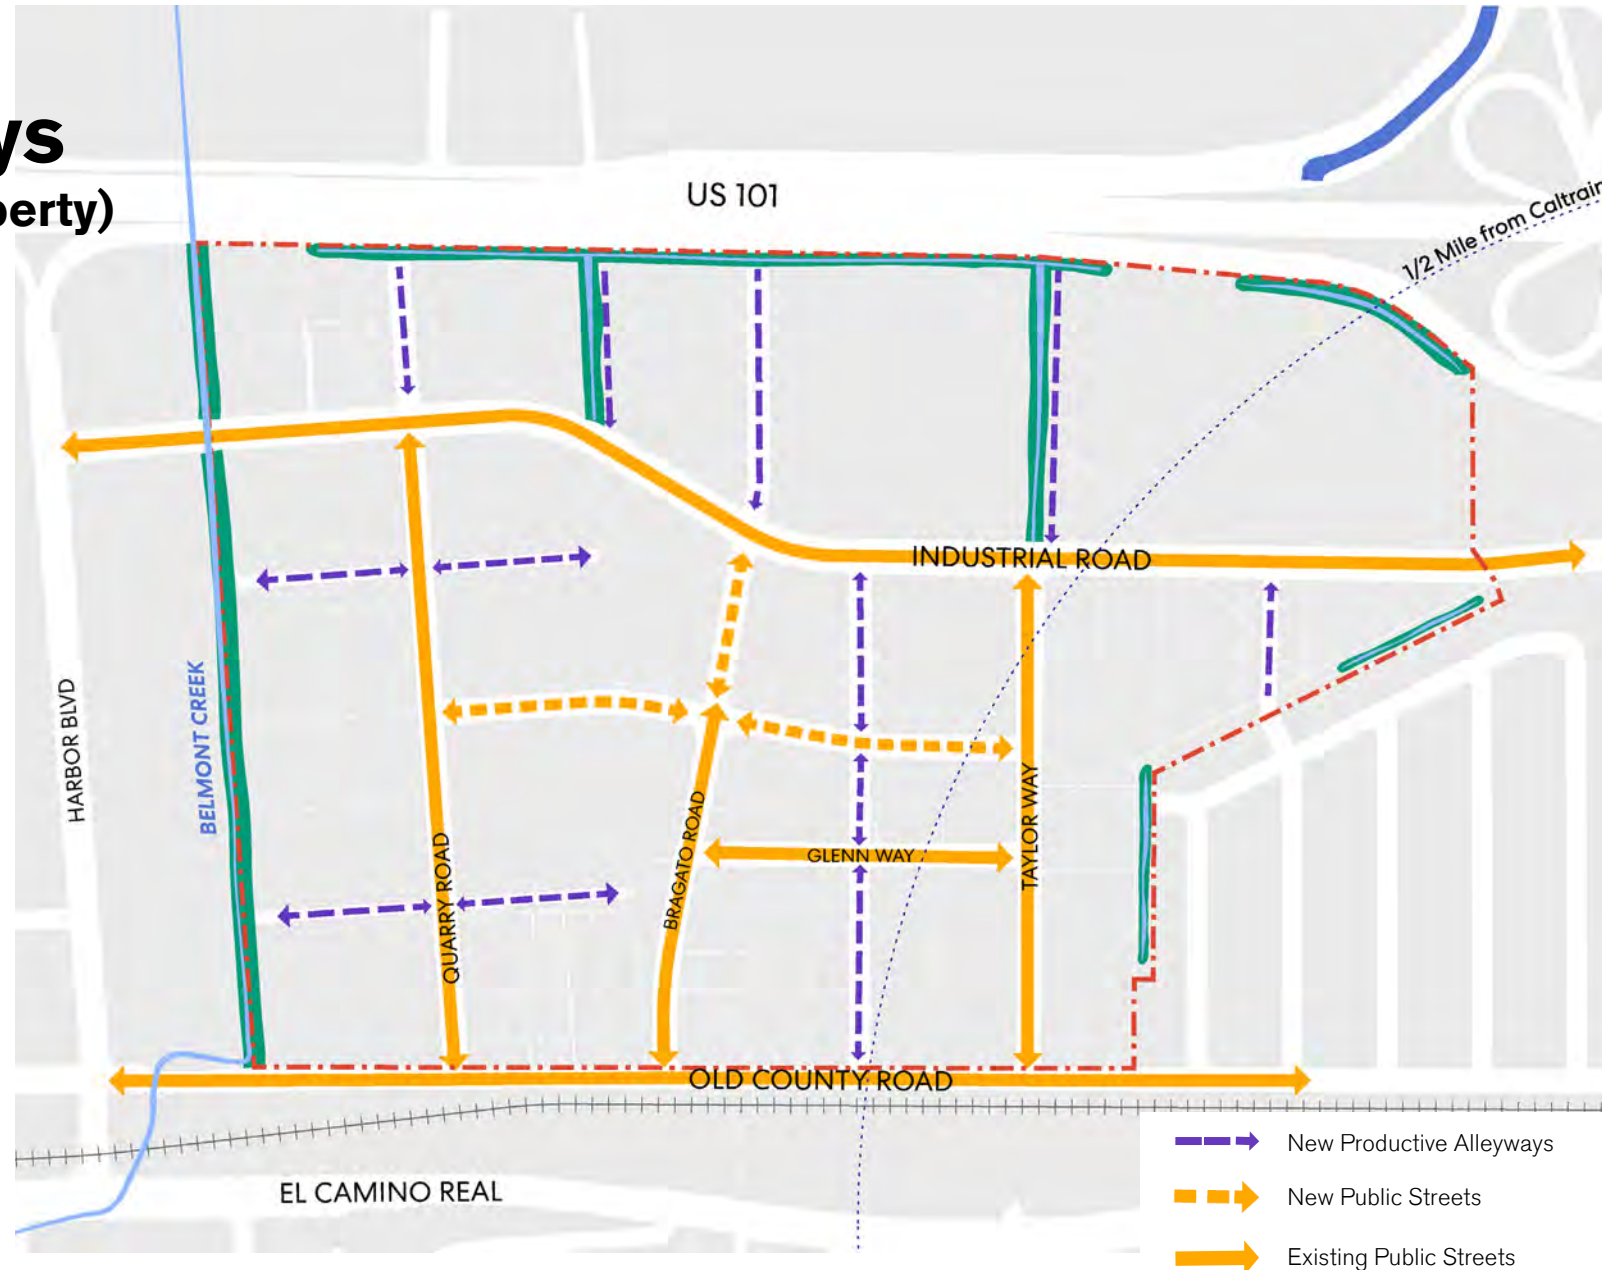 ys
perty)
US 101
1/2 Mile from Caltrain
INDUSTRIAL ROAD
HARBOR BLVD
BELMONT CREEK
QUARRY ROAD
BRAGATO ROAD
GLENN WAY
TAYLOR WAY
OLD COUNTY ROAD
EL CAMINO REAL
New Productive Alleyways
New Public Streets
Existing Public Streets